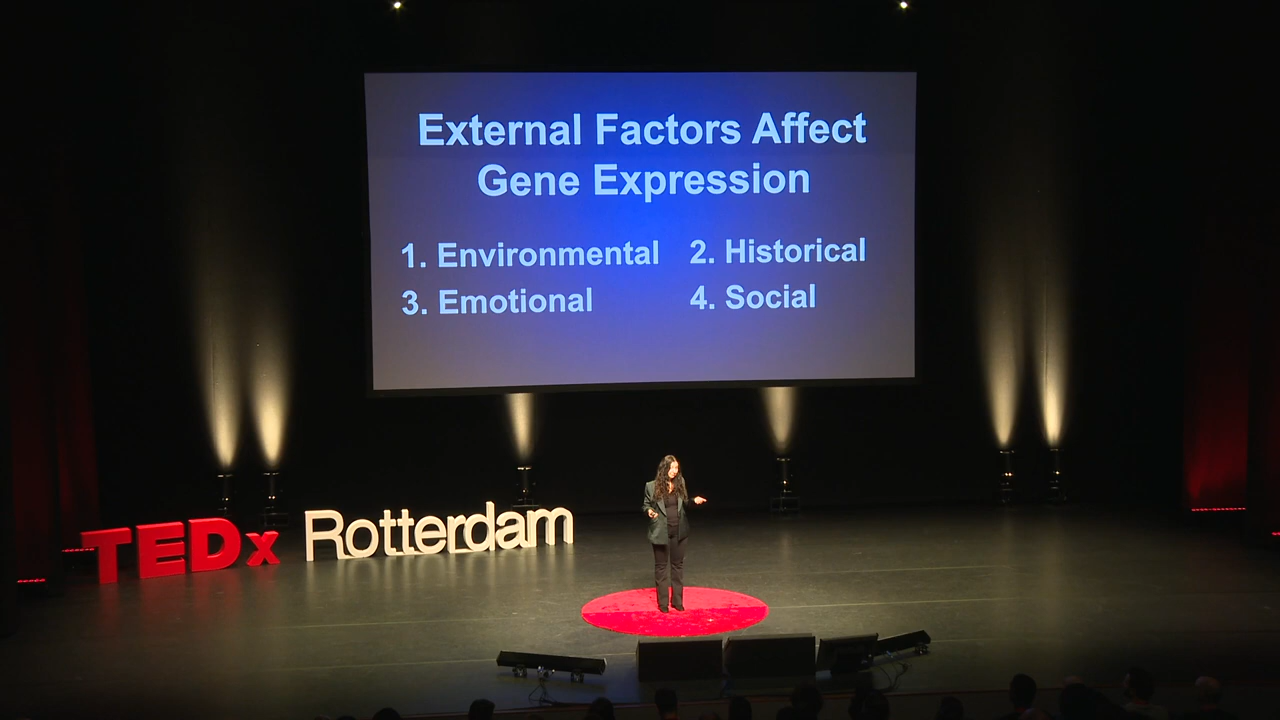 External Factors Affect
Gene Expression
1. Environmental 2. Historical
3. Emotional 4. Social
TEDx Rotterdam